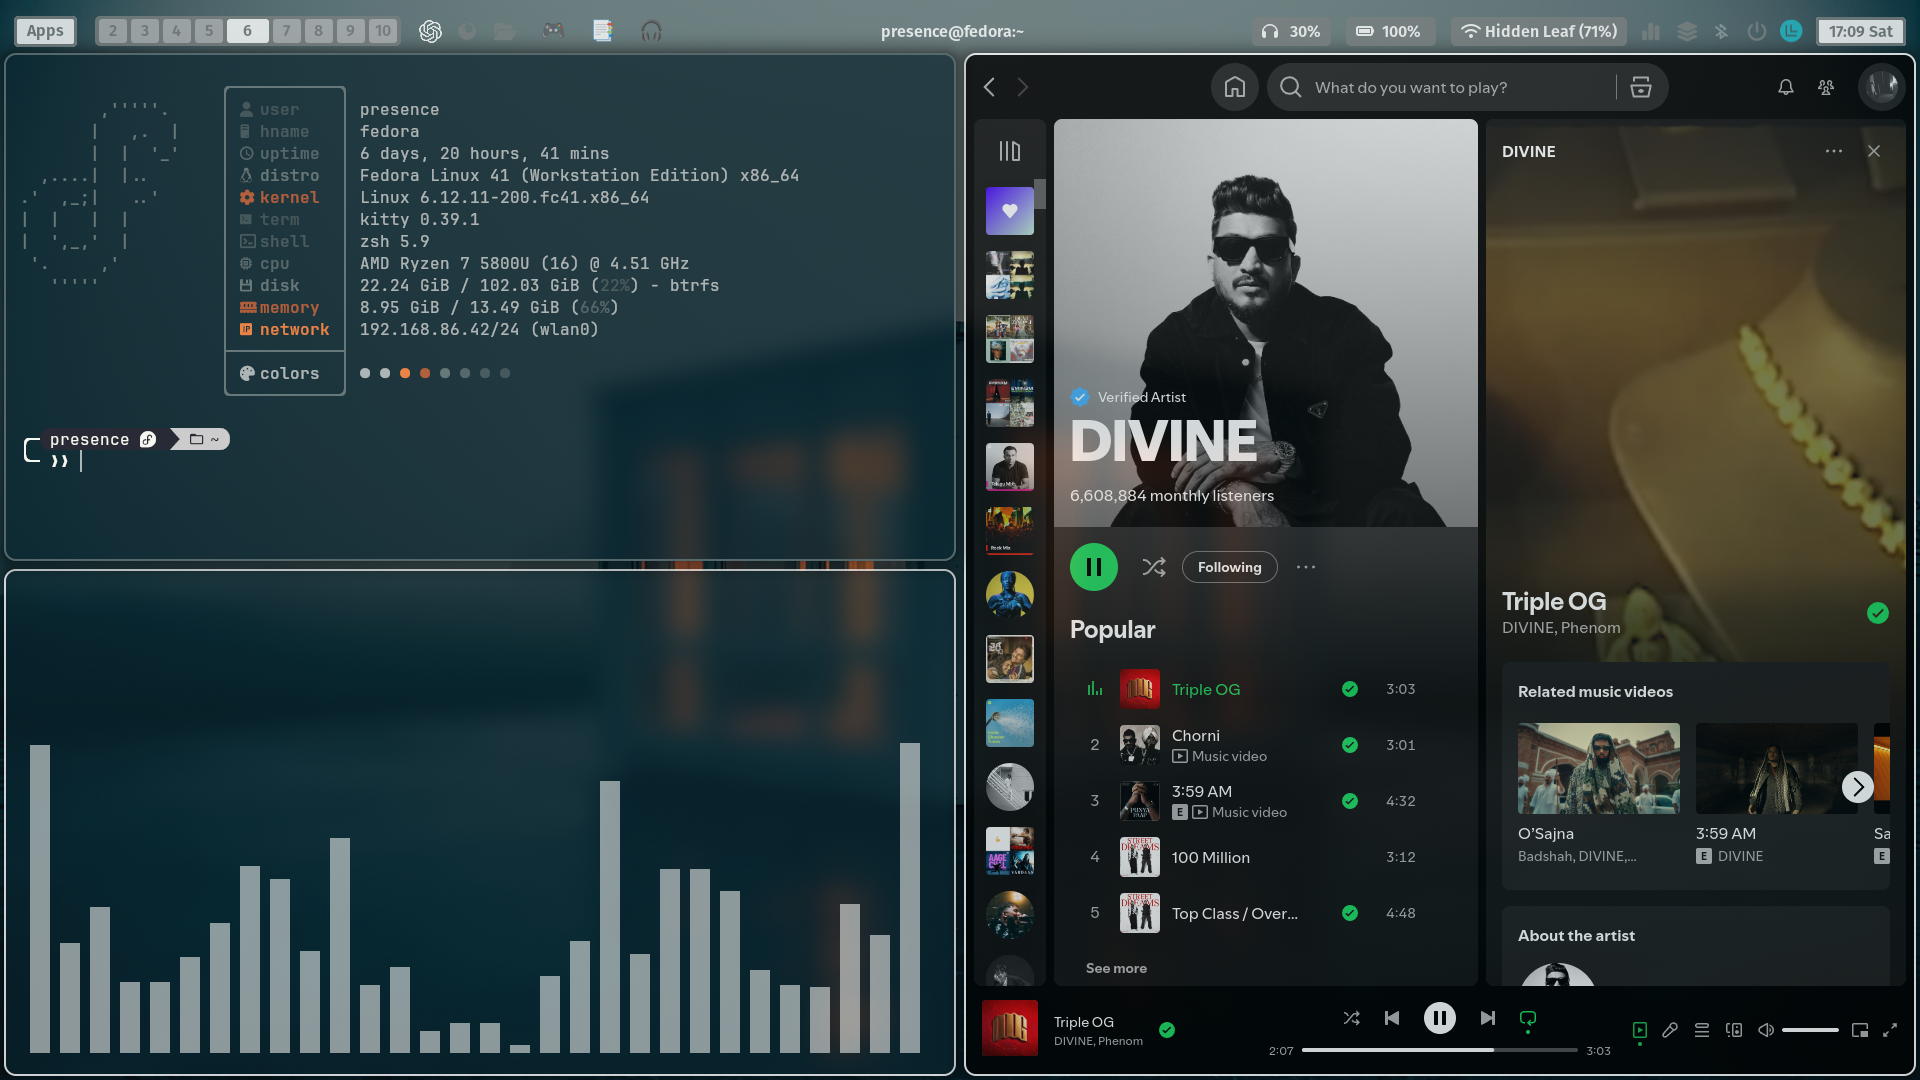 Apps 2 3 4 5 6 7 8 9 10
presence@fedora:~
30% 100% Hidden Leaf (71%) 17:09 Sat
user presence
hname fedora
uptime 6 days, 20 hours, 41 mins
distro Fedora Linux 41 (Workstation Edition) x86_64
kernel Linux 6.12.11-200.fc41.x86_64
term kitty 0.39.1
shell zsh 5.9
cpu AMD Ryzen 7 5800U (16) @ 4.51 GHz
disk 22.24 GiB / 102.03 GiB (22%) - btrfs
memory 8.95 GiB / 13.49 GiB (66%)
network 192.168.86.42/24 (wlan0)
colors
presence ~
What do you want to play?
Verified Artist
DIVINE
6,608,884 monthly listeners
Following
Popular
Triple OG 3:03
2 Chorni 3:01
Music video
3 3:59 AM 4:32
E Music video
4 100 Million 3:12
5 Top Class / Over... 4:48
See more
DIVINE
Triple OG
DIVINE, Phenom
Related music videos
O'Sajna
Badshah, DIVINE,...
3:59 AM
E DIVINE
Sa
E
About the artist
Triple OG
DIVINE, Phenom
2:07 3:03